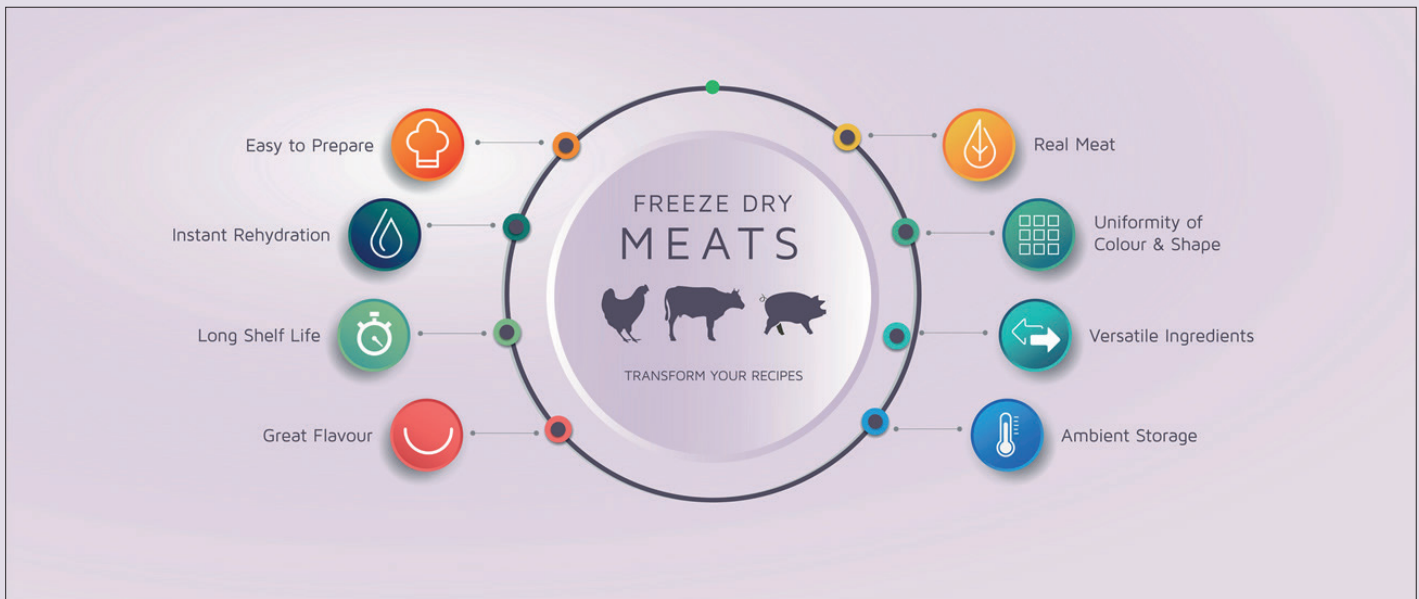 FREEZE DRY
MEATS
TRANSFORM YOUR RECIPES
Easy to Prepare
Instant Rehydration
Long Shelf Life
Great Flavour
Real Meat
Uniformity of
Colour & Shape
Versatile Ingredients
Ambient Storage